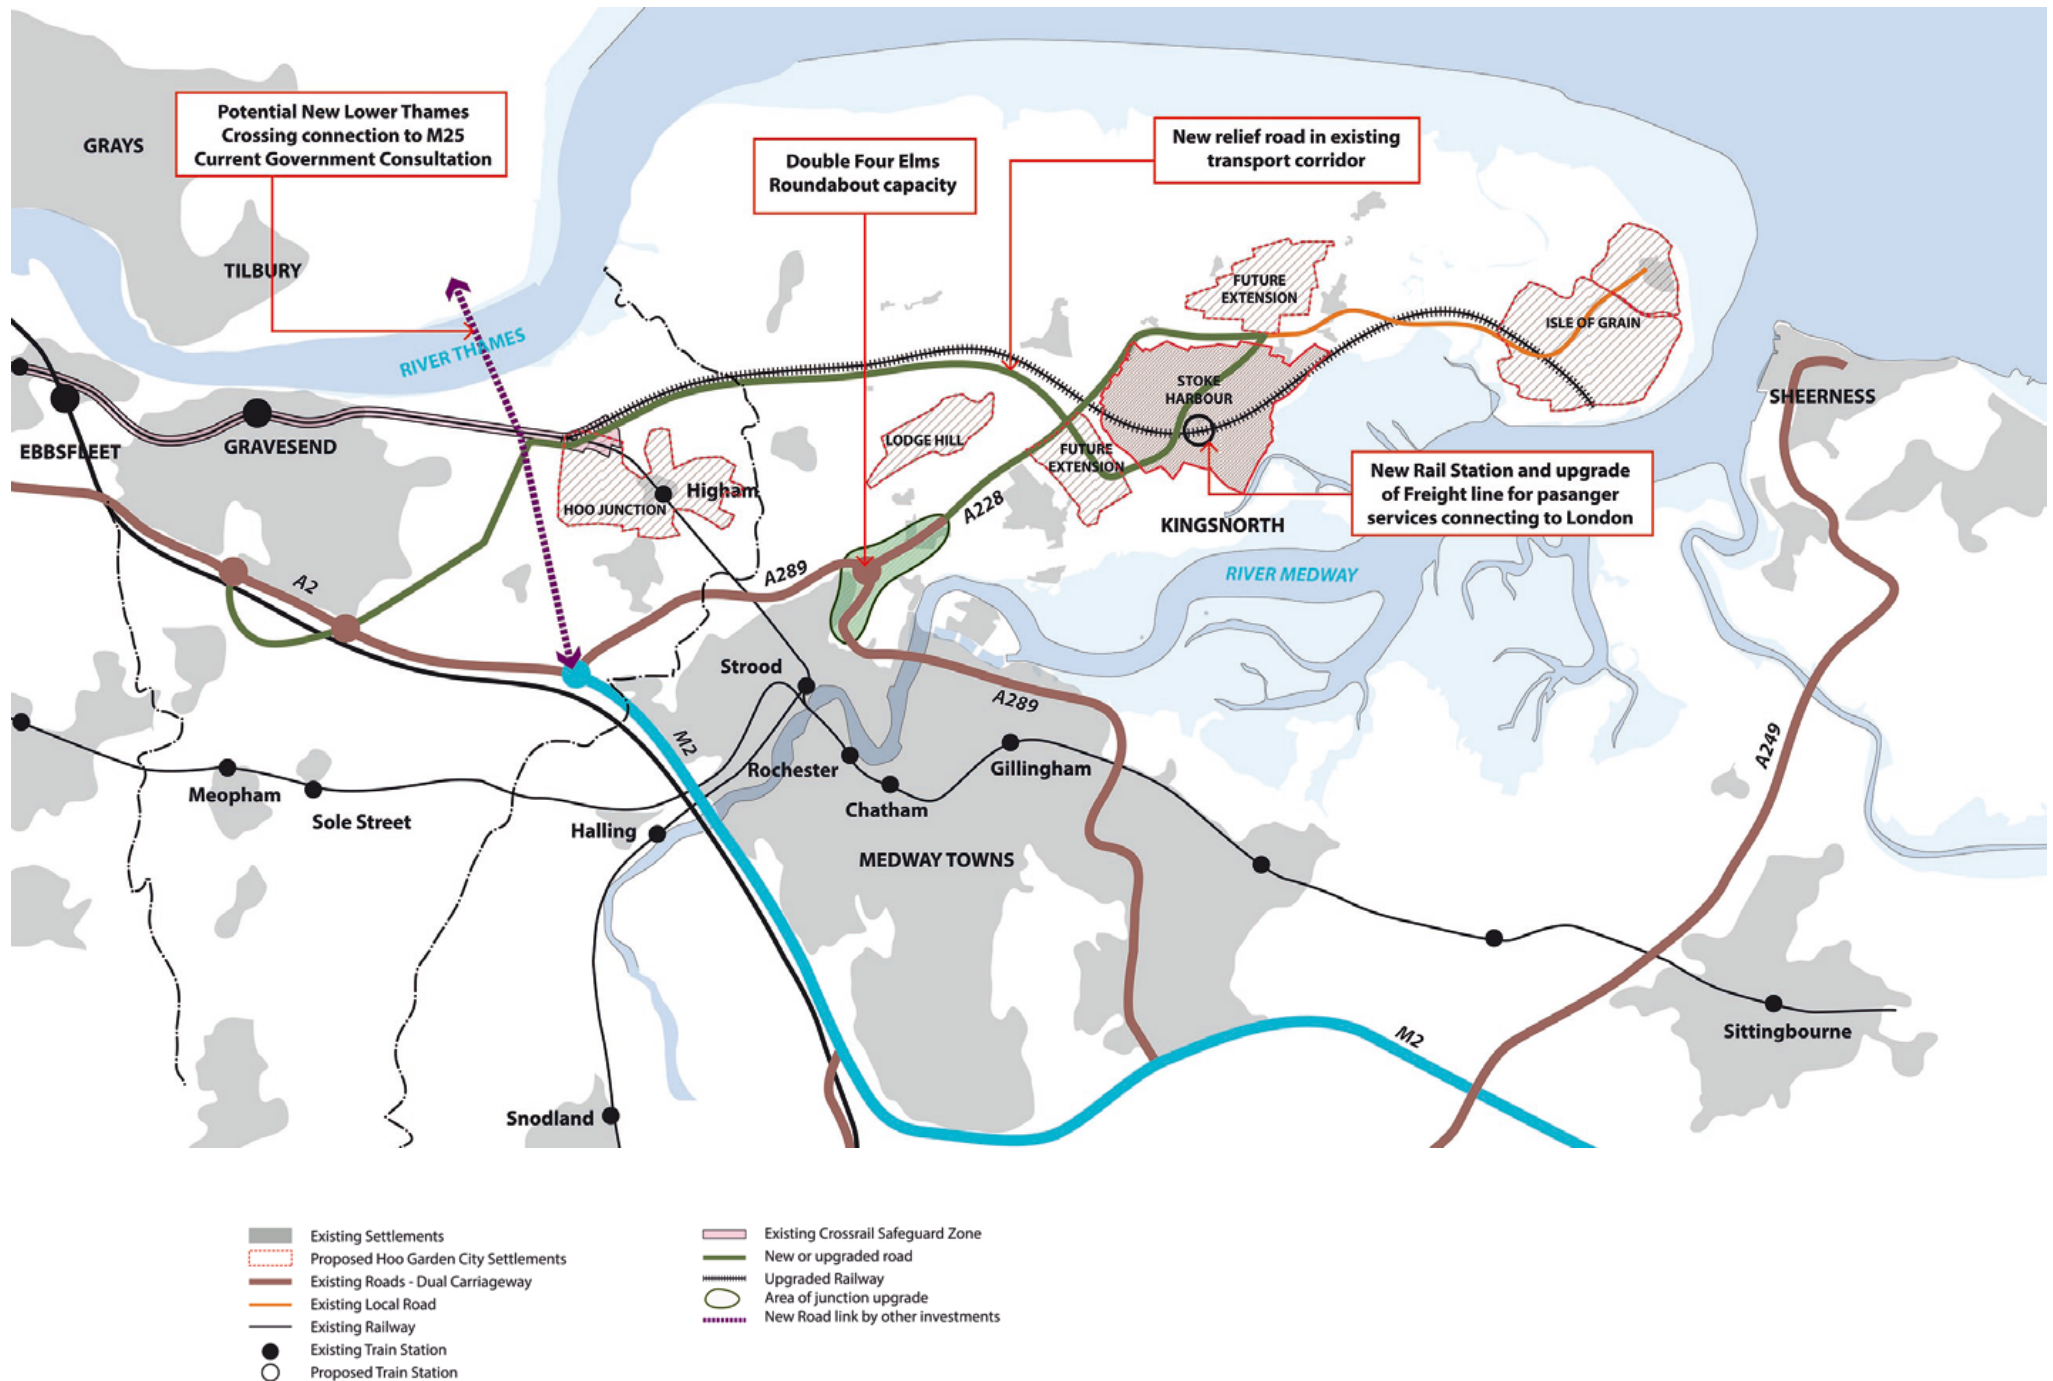 Potential New Lower Thames
Crossing connection to M25
Current Government Consultation
GRAYS
Double Four Elms
Roundabout capacity
New relief road in existing
transport corridor
TILBURY
RIVER THAMES
FUTURE
EXTENSION
ISLE OF GRAIN
STOKE
HARBOUR
SHEERNESS
EBBSFLEET
GRAVESEND
LODGE HILL
FUTURE
EXTENSION
New Rail Station and upgrade
of Freight line for pasanger
services connecting to London
Higham
HOO JUNCTION
A228
KINGSNORTH
A2
A289
RIVER MEDWAY
Strood
A289
M2
A249
Rochester
Gillingham
Meopham
Sole Street
Chatham
Halling
MEDWAY TOWNS
M2
Sittingbourne
Snodland
Existing Settlements
Proposed Hoo Garden City Settlements
Existing Roads - Dual Carriageway
Existing Local Road
Existing Railway
Existing Train Station
Proposed Train Station
Existing Crossrail Safeguard Zone
New or upgraded road
Upgraded Railway
Area of junction upgrade
New Road link by other investments